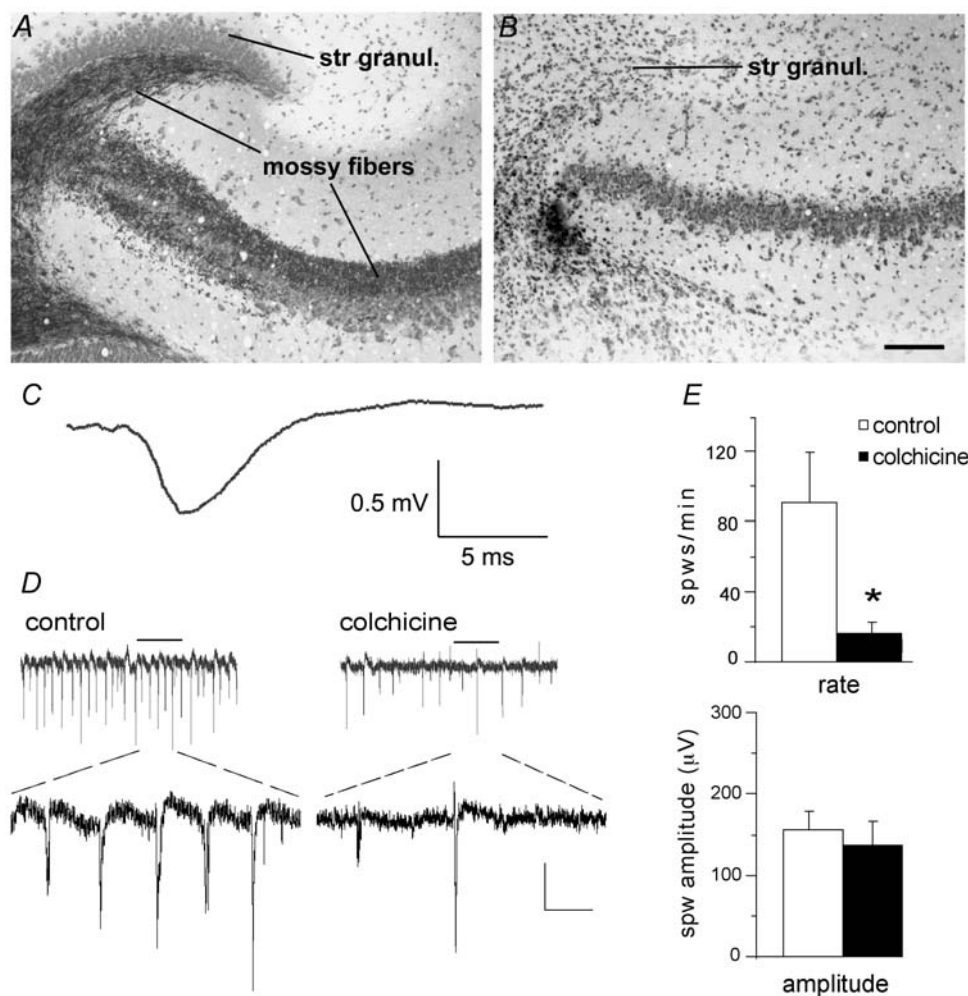 A
str granul.
mossy fibers
B
str granul.
C
0.5 mV
5 ms
D
control
colchicine
E
control
colchicine
120
80
40
0
spws/min
*
rate
300
200
100
0
spw amplitude (µV)
amplitude